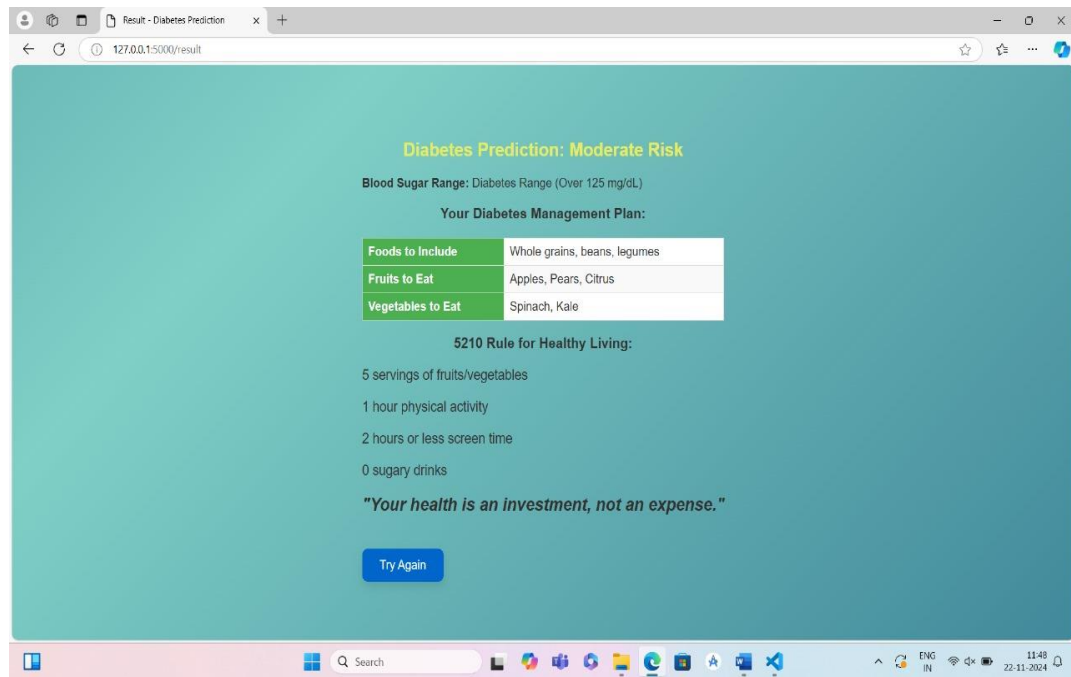 Result - Diabetes Prediction
127.0.0.1:5000/result
Diabetes Prediction: Moderate Risk
Blood Sugar Range: Diabetes Range (Over 125 mg/dL)
Your Diabetes Management Plan:
Foods to Include Whole grains, beans, legumes
Fruits to Eat Apples, Pears, Citrus
Vegetables to Eat Spinach, Kale
5210 Rule for Healthy Living:
5 servings of fruits/vegetables
1 hour physical activity
2 hours or less screen time
0 sugary drinks
"Your health is an investment, not an expense."
Try Again
Search
ENG
IN
11:48
22-11-2024